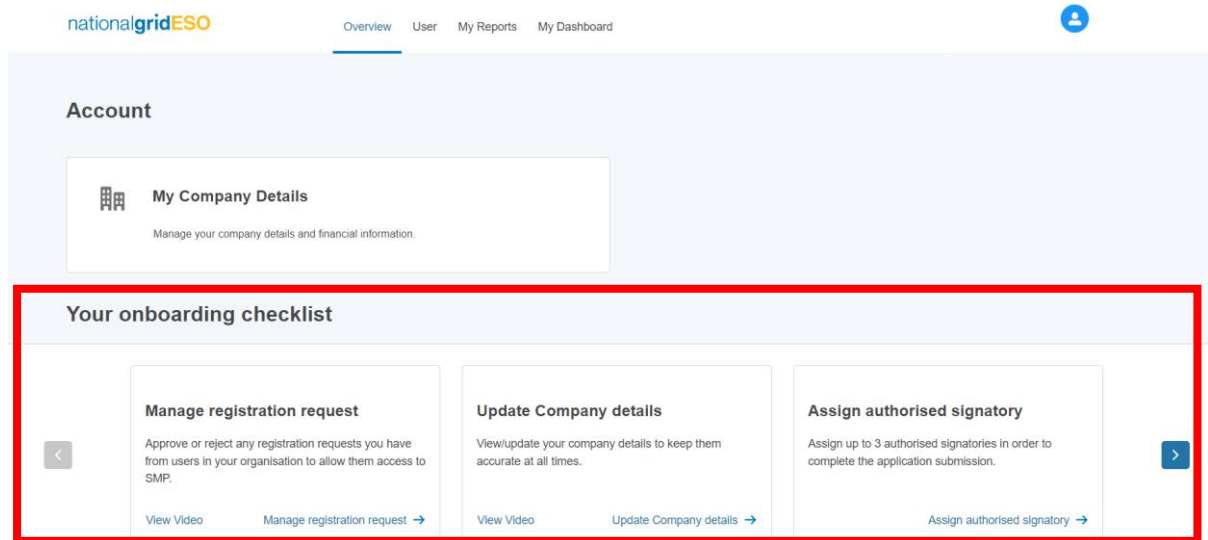 nationalgridESO
Overview User My Reports My Dashboard
Account
My Company Details
Manage your company details and financial information.
Your onboarding checklist
Manage registration request
Approve or reject any registration requests you have
from users in your organisation to allow them access to
SMP.
View Video Manage registration request →
Update Company details
View/update your company details to keep them
accurate at all times.
View Video Update Company details →
Assign authorised signatory
Assign up to 3 authorised signatories in order to
complete the application submission.
Assign authorised signatory →